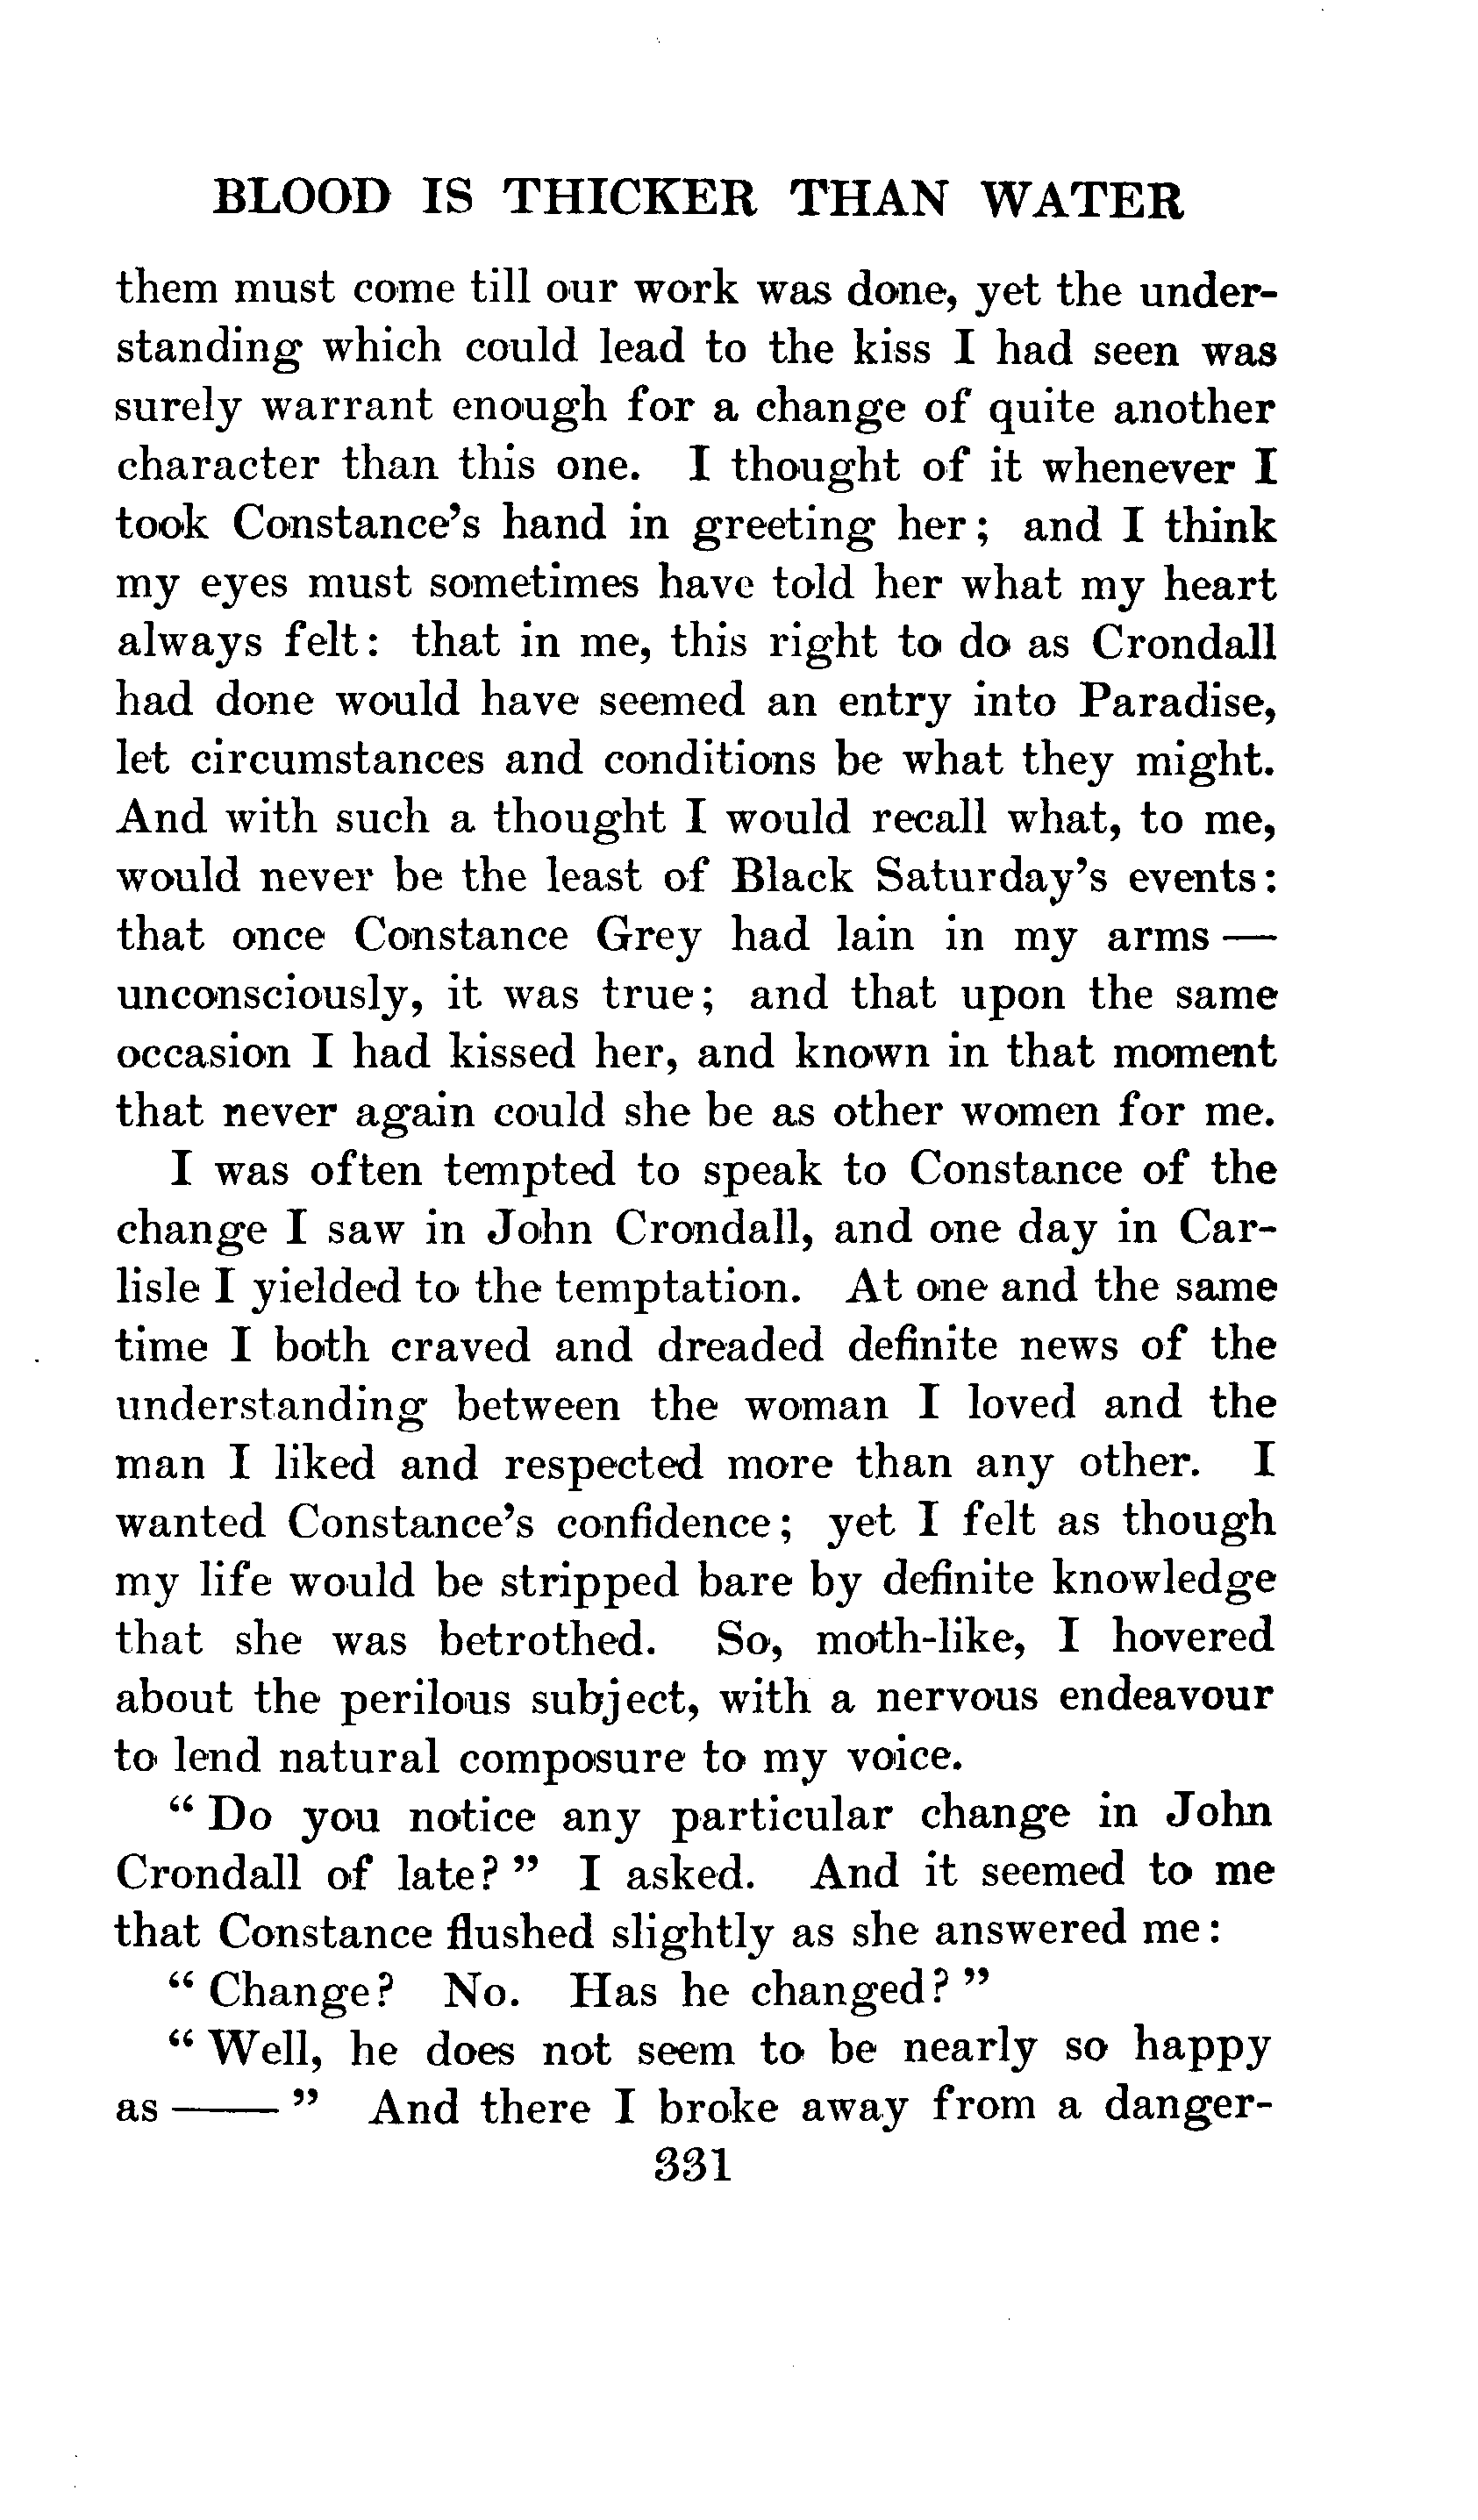 BLOOD IS THICKER THAN WATER
them must come till our work was done, yet the under-
standing which could lead to the kiss I had seen was
surely warrant enough for a change of quite another
character than this one. I thought of it whenever I
took Constance's hand in greeting her; and I think
my eyes must sometimes have told her what my heart
always felt: that in me, this right to do as Crondall
had done would have seemed an entry into Paradise,
let circumstances and conditions be what they might.
And with such a thought I would recall what, to me,
would never be the least of Black Saturday's events:
that once Constance Grey had lain in my arms —
unconsciously, it was true; and that upon the same
occasion I had kissed her, and known in that moment
that never again could she be as other women for me.
I was often tempted to speak to Constance of the
change I saw in John Crondall, and one day in Car-
lisle I yielded to the temptation. At one and the same
time I both craved and dreaded definite news of the
understanding between the woman I loved and the
man I liked and respected more than any other. I
wanted Constance's confidence; yet I felt as though
my life would be stripped bare by definite knowledge
that she was betrothed. So, moth-like, I hovered
about the perilous subject, with a nervous endeavour
to lend natural composure to my voice.
“ Do you notice any particular change in John
Crondall of late? ” I asked. And it seemed to me
that Constance flushed slightly as she answered me:
“ Change? No. Has he changed? ”
“ Well, he does not seem to be nearly so happy
as —— ” And there I broke away from a danger-
331